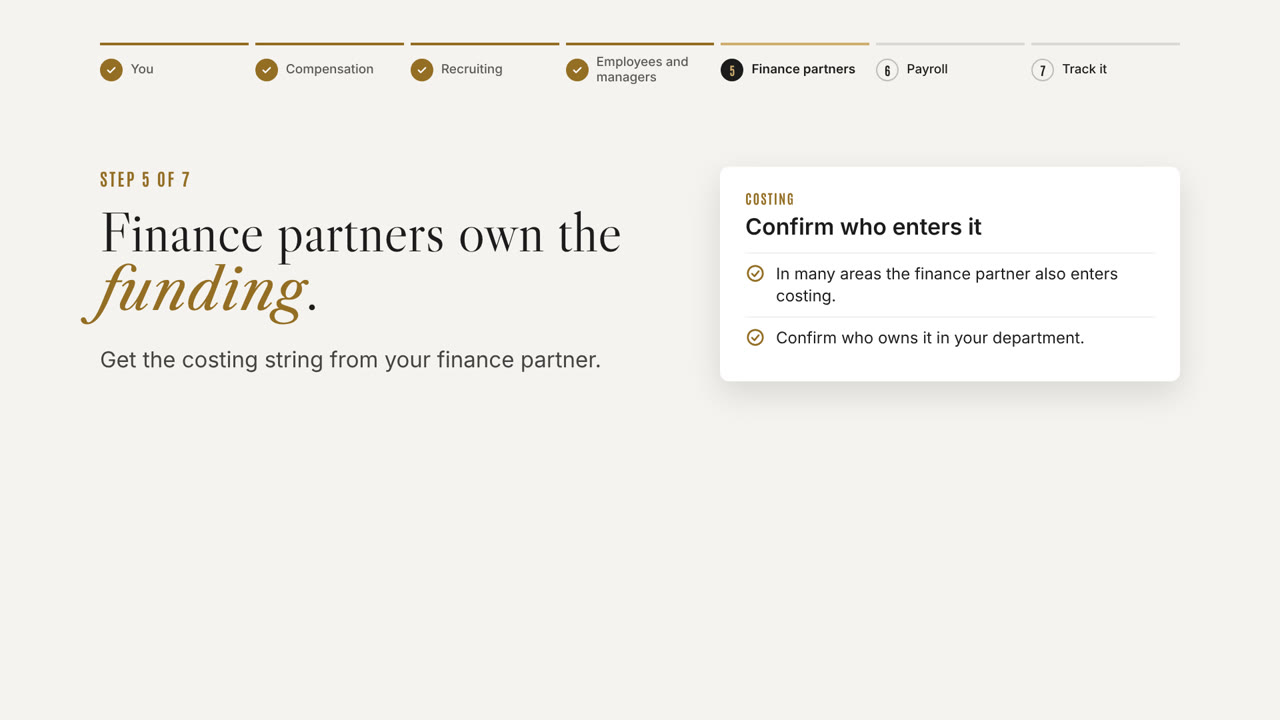 You
Compensation
Recruiting
Employees and
managers
5 Finance partners
6 Payroll
7 Track it
STEP 5 OF 7
Finance partners own the
funding.
Get the costing string from your finance partner.
COSTING
Confirm who enters it
In many areas the finance partner also enters
costing.
Confirm who owns it in your department.